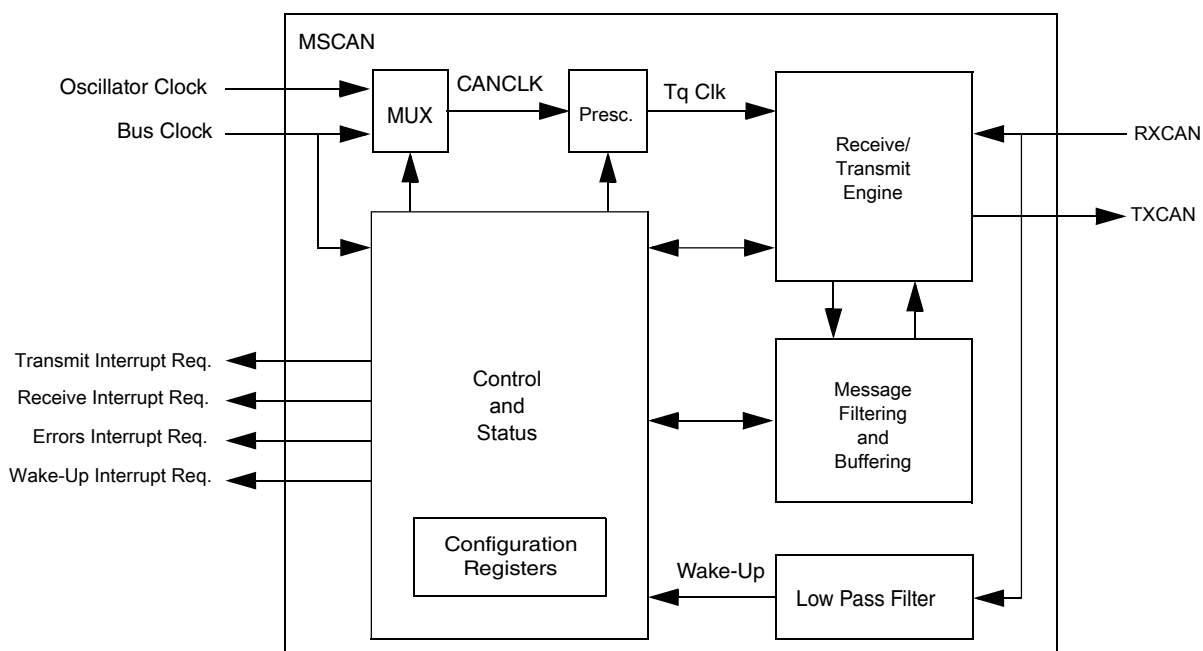 MSCAN
Oscillator Clock
Bus Clock
MUX
CANCLK
Presc.
Tq Clk
Receive/
Transmit
Engine
RXCAN
TXCAN
Transmit Interrupt Req.
Receive Interrupt Req.
Errors Interrupt Req.
Wake-Up Interrupt Req.
Control
and
Status
Message
Filtering
and
Buffering
Configuration
Registers
Wake-Up
Low Pass Filter